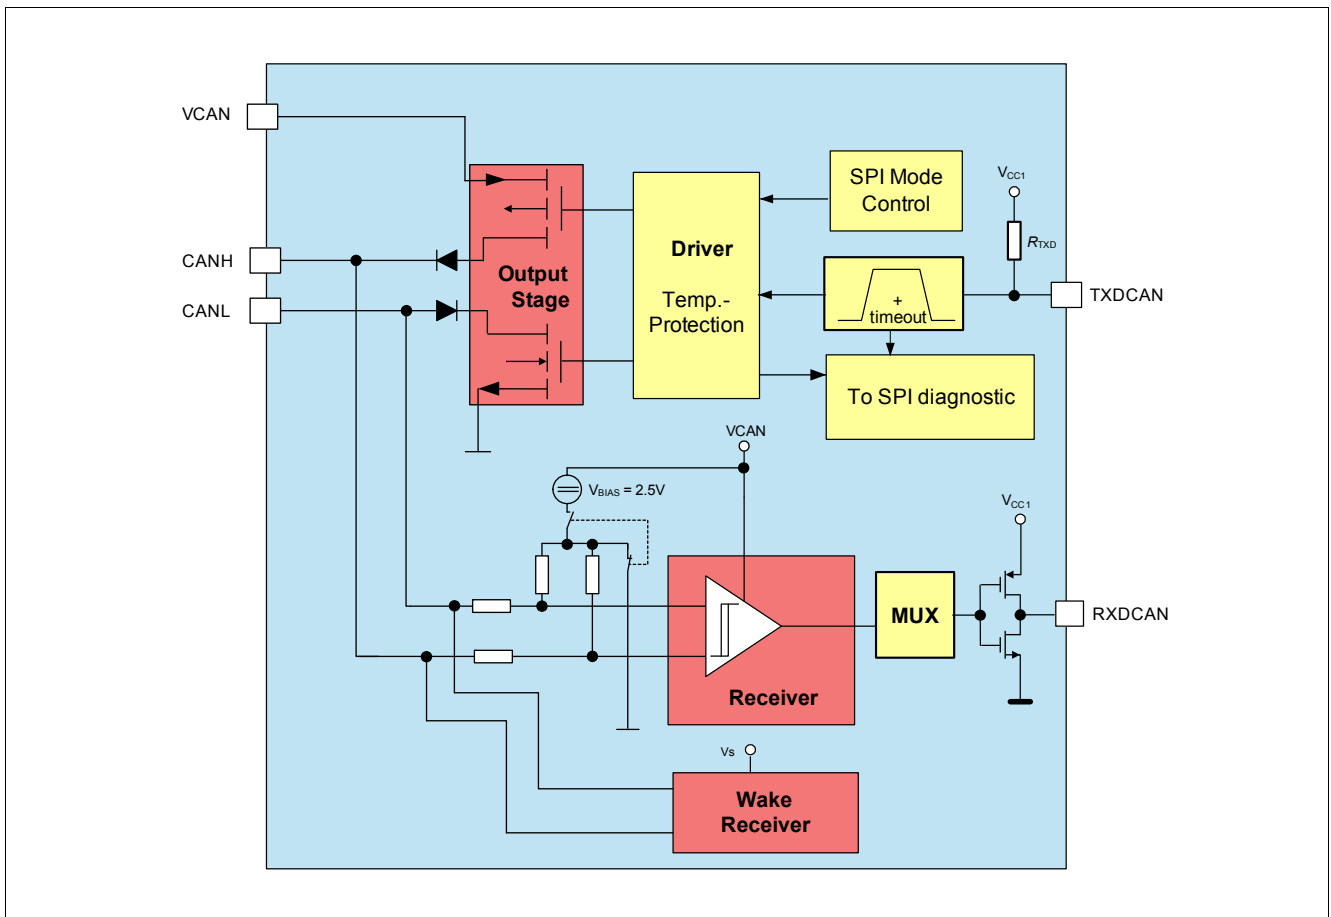 VCAN
CANH
CANL
Output
Stage
Driver
Temp.-
Protection
SPI Mode
Control
VCC1
RTXD
+
timeout
TXDCAN
To SPI diagnostic
VCAN
VBIAS = 2.5V
Receiver
MUX
VCC1
RXDCAN
Vs
Wake
Receiver